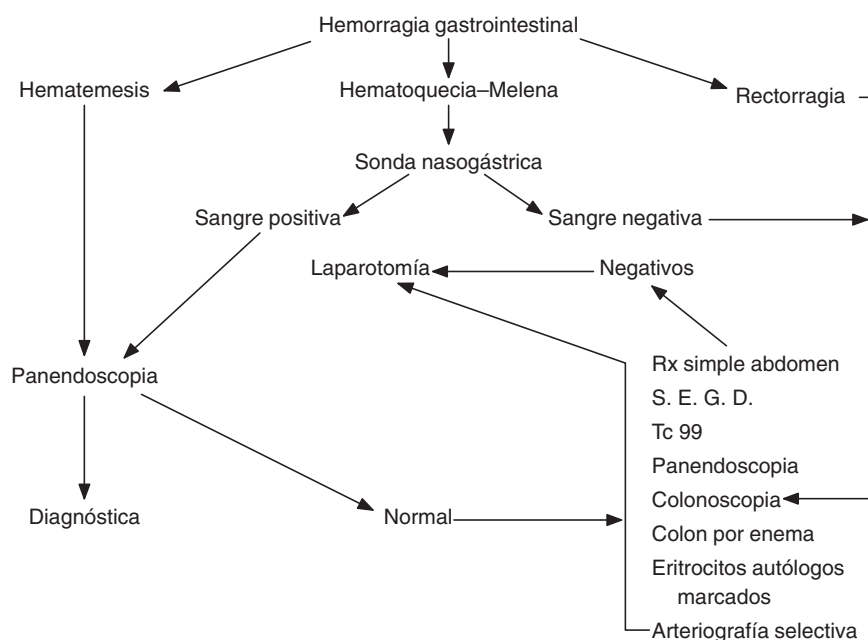 Hemorragia gastrointestinal
Hematemesis
Hematoquecia–Melena
Rectorragia
Sonda nasogástrica
Sangre positiva
Sangre negativa
Laparotomía
Negativos
Rx simple abdomen
Panendoscopia
S. E. G. D.
Tc 99
Panendoscopia
Colonoscopia
Diagnóstica
Normal
Colon por enema
Eritrocitos autólogos
marcados
Arteriografía selectiva